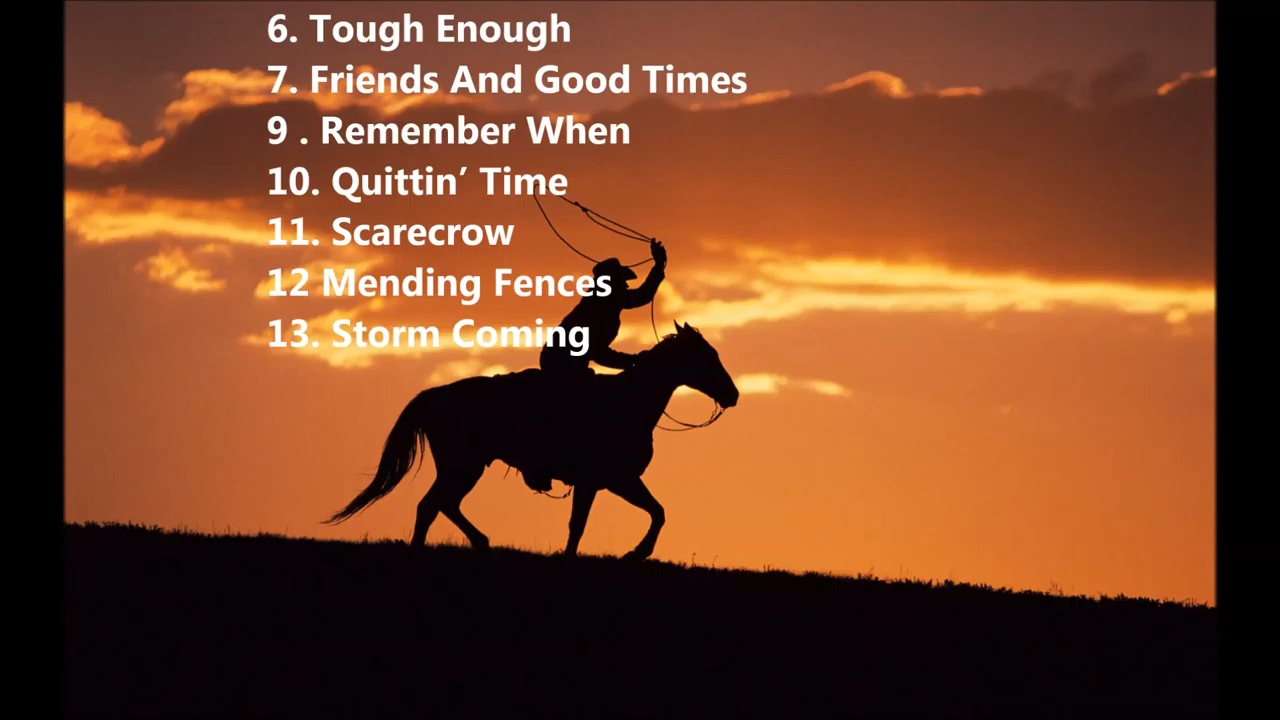 6. Tough Enough
7. Friends And Good Times
9 . Remember When
10. Quittin’ Time
11. Scarecrow
12 Mending Fences
13. Storm Coming